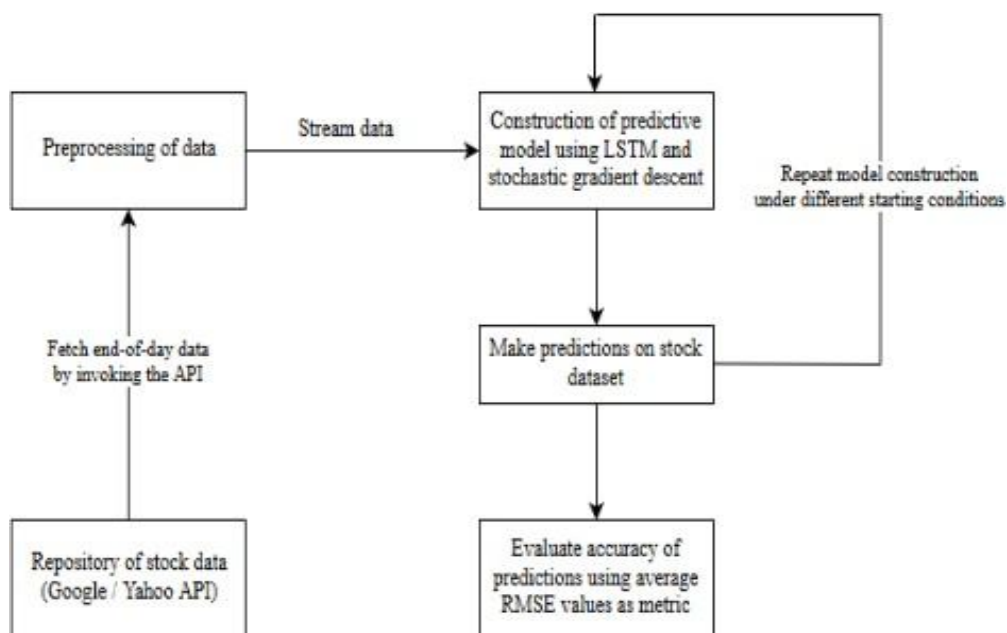 Preprocessing of data
Stream data
Construction of predictive
model using LSTM and
stochastic gradient descent
Repeat model construction
under different starting conditions
Fetch end-of-day data
by invoking the API
Make predictions on stock
dataset
Repository of stock data
(Google / Yahoo API)
Evaluate accuracy of
predictions using average
RMSE values as metric